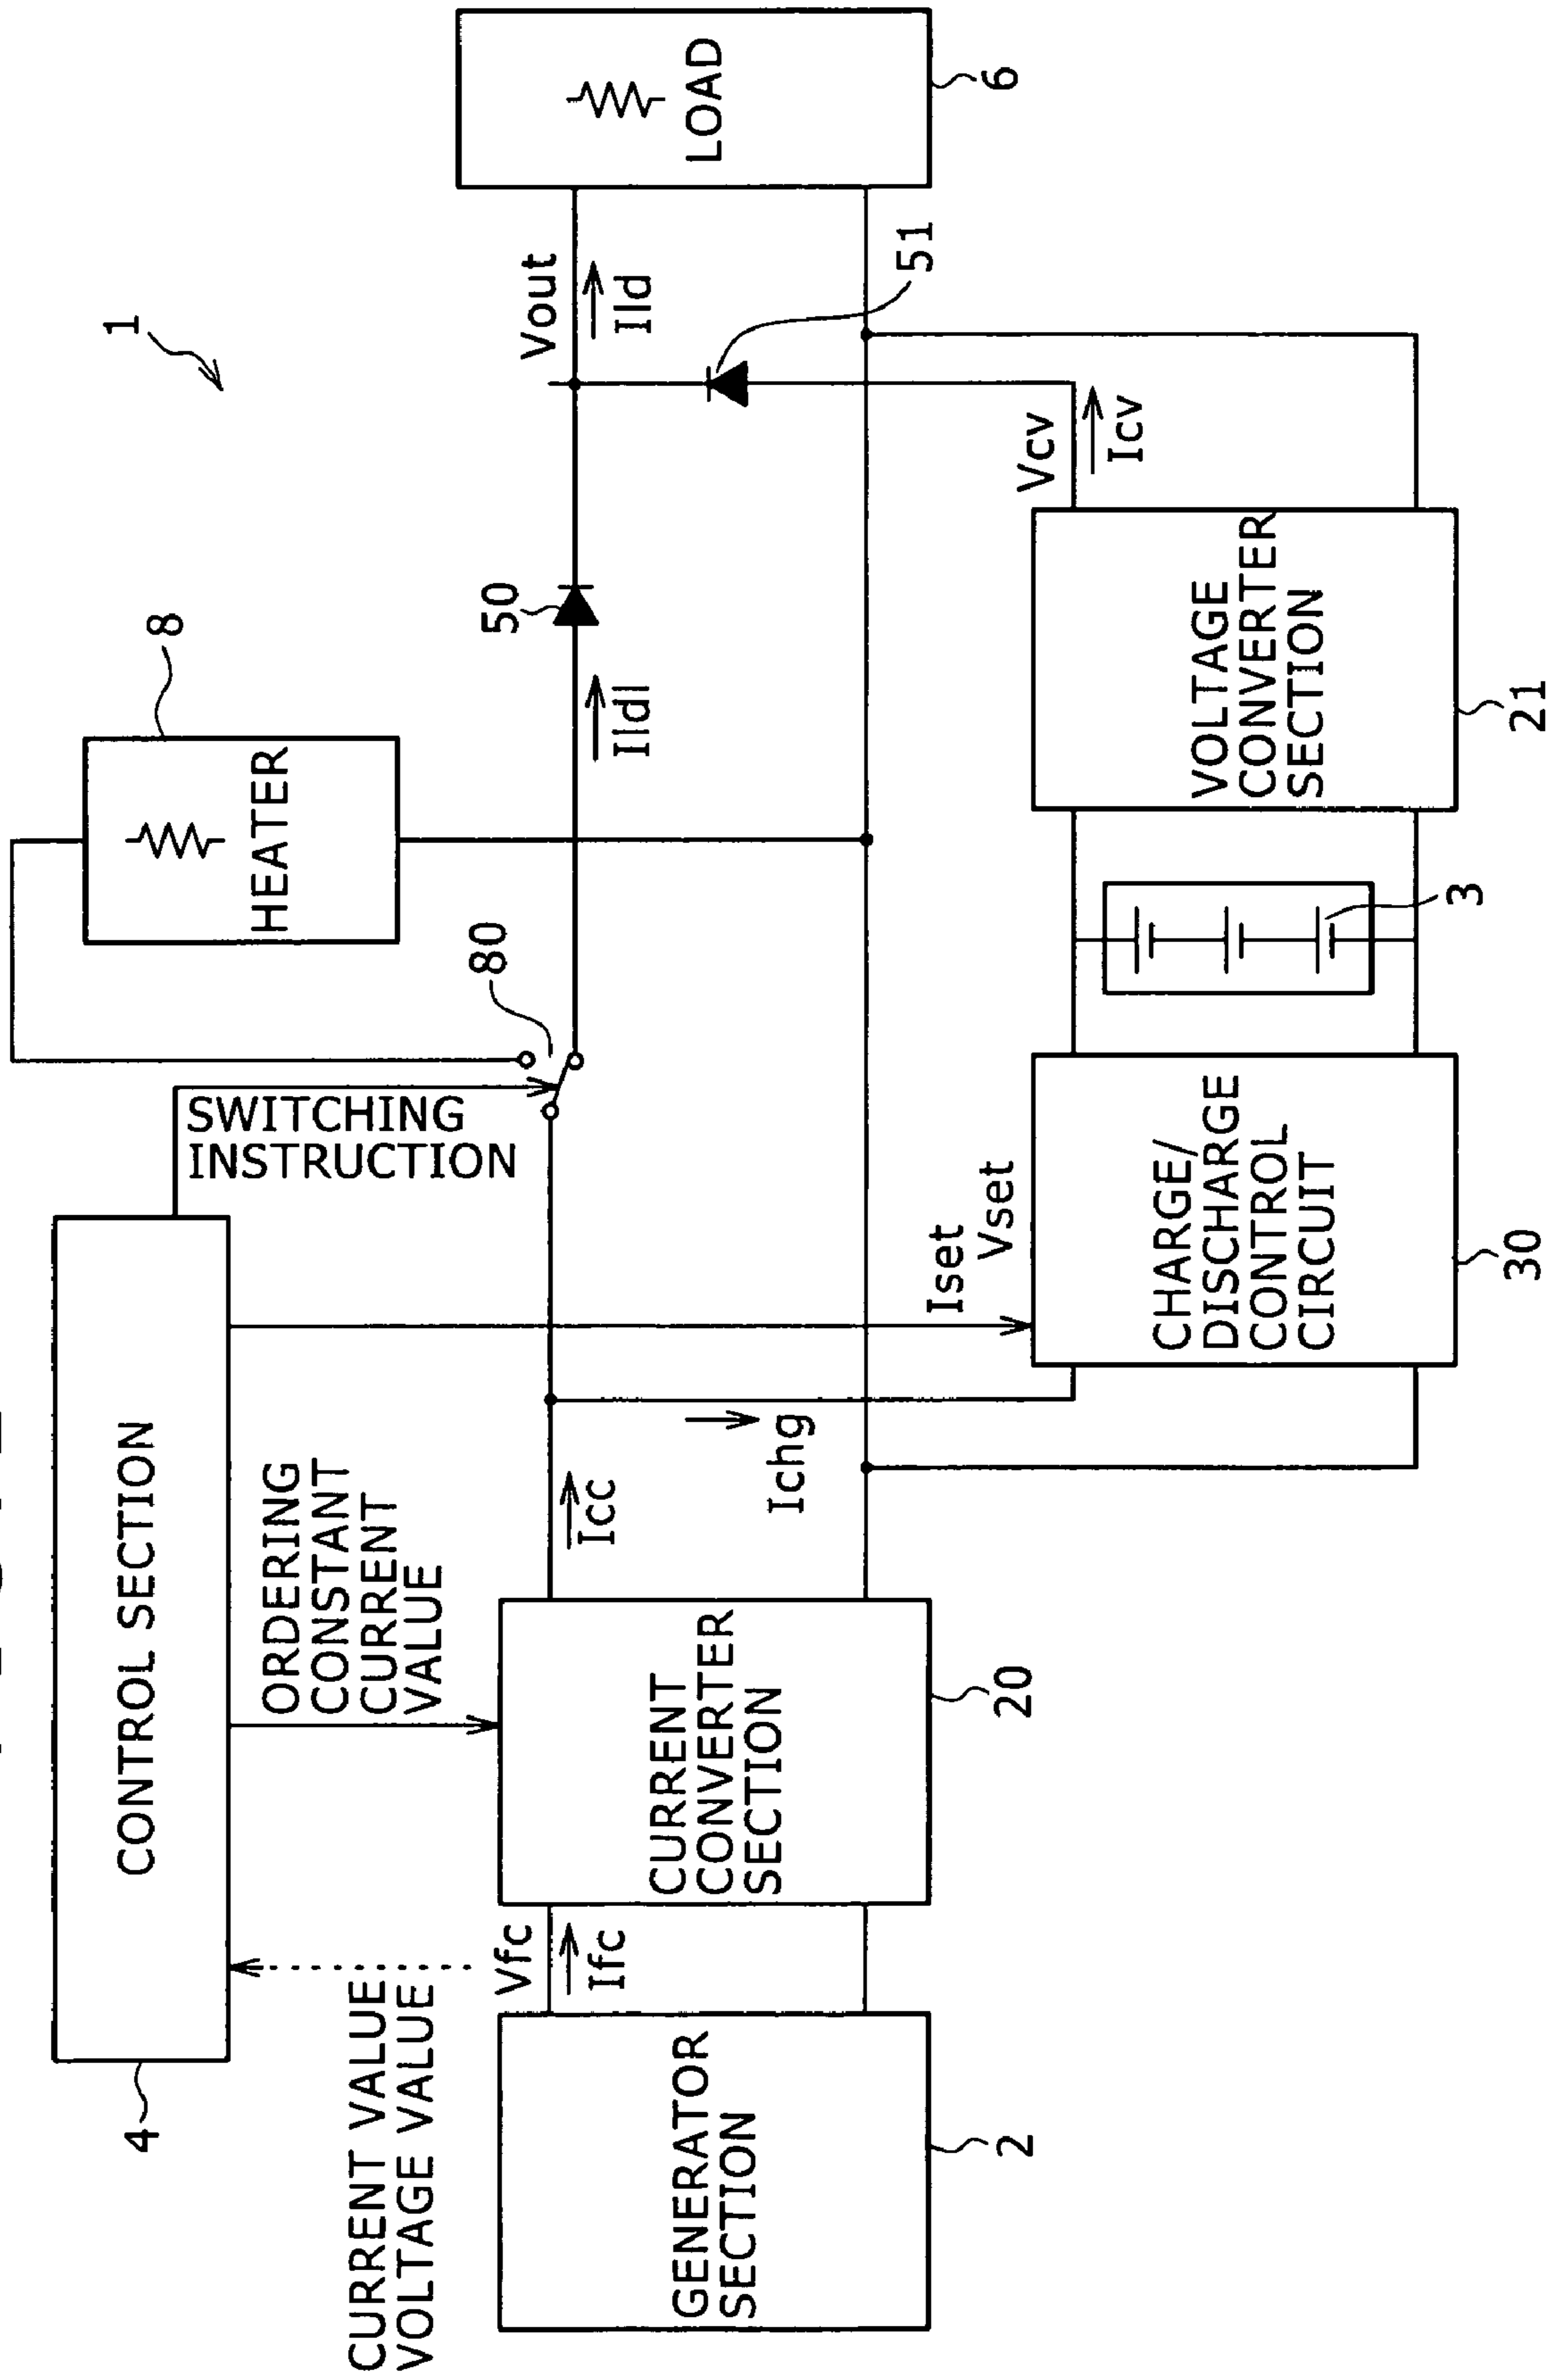 1
4
CONTROL SECTION
CURRENT VALUE
VOLTAGE VALUE
ORDERING
CONSTANT
CURRENT
VALUE
SWITCHING
INSTRUCTION
80
8
HEATER
GENERATOR
SECTION
2
Vfc
Ifc
CURRENT
CONVERTER
SECTION
20
Icc
Ichg
Iset
Vset
Ildl
50
Vout
Ild
51
LOAD
6
CHARGE/
DISCHARGE
CONTROL
CIRCUIT
30
3
VOLTAGE
CONVERTER
SECTION
21
Vcv
Icv